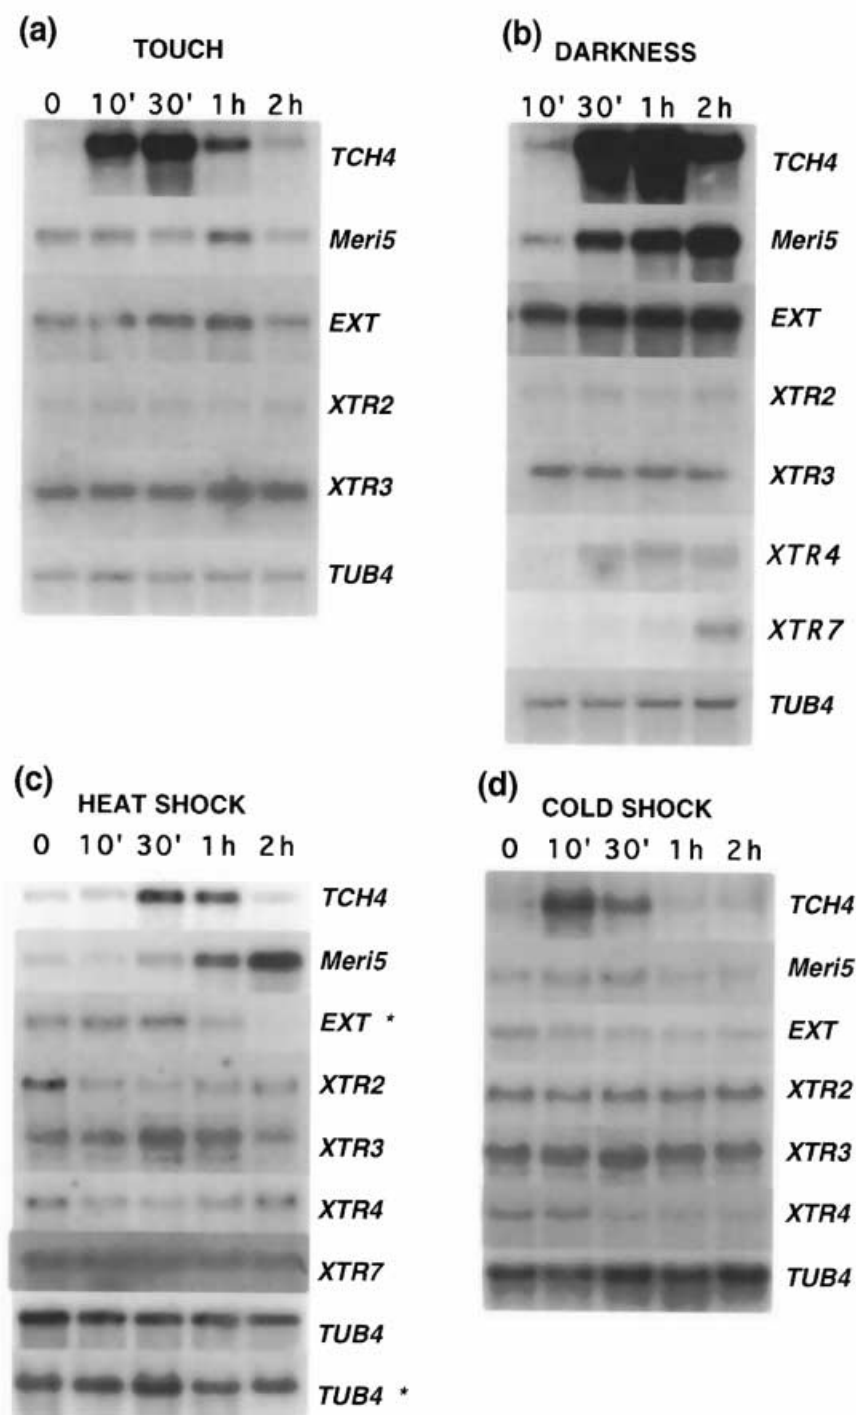 (a)
TOUCH
0 10' 30' 1h 2h
TCH4
Meri5
EXT
XTR2
XTR3
TUB4
(b)
DARKNESS
10' 30' 1h 2h
TCH4
Meri5
EXT
XTR2
XTR3
XTR4
XTR7
TUB4
(c)
HEAT SHOCK
0 10' 30' 1h 2h
TCH4
Meri5
EXT *
XTR2
XTR3
XTR4
XTR7
TUB4
TUB4 *
(d)
COLD SHOCK
0 10' 30' 1h 2h
TCH4
Meri5
EXT
XTR2
XTR3
XTR4
TUB4